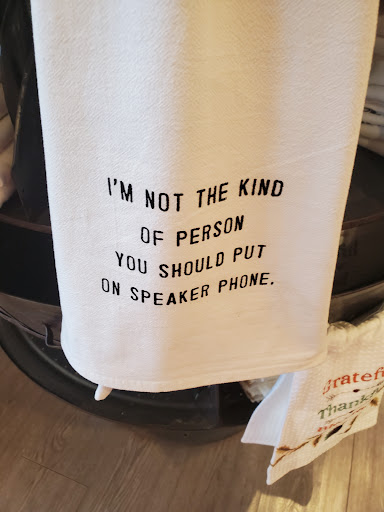 I'M NOT THE KIND
OF PERSON
YOU SHOULD PUT
ON SPEAKER PHONE.